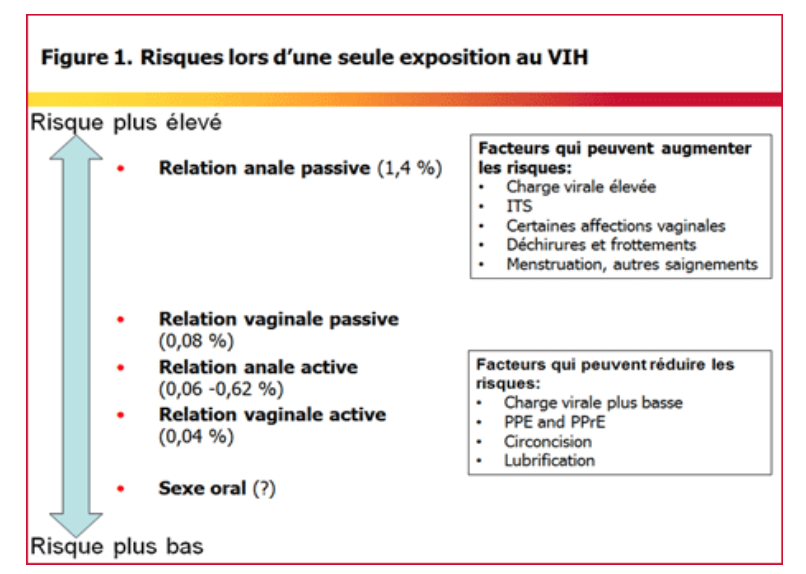 Figure 1. Risques lors d’une seule exposition au VIH
Risque plus élevé
• Relation anale passive (1,4 %)
Facteurs qui peuvent augmenter
les risques:
• Charge virale élevée
• ITS
• Certaines affections vaginales
• Déchirures et frottements
• Menstruation, autres saignements
• Relation vaginale passive
(0,08 %)
• Relation anale active
(0,06 -0,62 %)
• Relation vaginale active
(0,04 %)
Facteurs qui peuvent réduire les
risques:
• Charge virale plus basse
• PPE and PPrE
• Circoncision
• Lubrification
• Sexe oral (?)
Risque plus bas